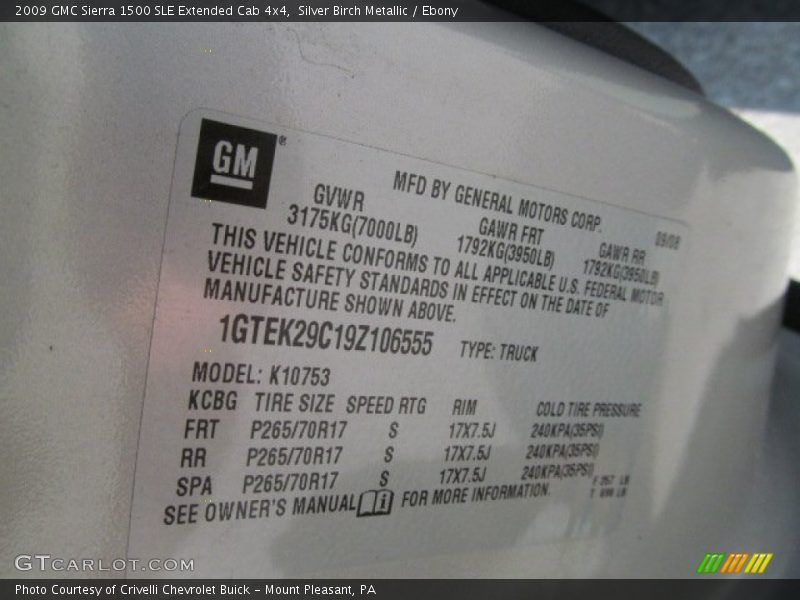 2009 GMC Sierra 1500 SLE Extended Cab 4x4, Silver Birch Metallic / Ebony
GM®
MFD BY GENERAL MOTORS CORP. 09/08
GVWR GAWR FRT GAWR RR
3175KG(7000LB) 1792KG(3950LB) 1792KG(3950LB)
THIS VEHICLE CONFORMS TO ALL APPLICABLE U.S. FEDERAL MOTOR
VEHICLE SAFETY STANDARDS IN EFFECT ON THE DATE OF
MANUFACTURE SHOWN ABOVE.
1GTEK29C19Z106555 TYPE: TRUCK
MODEL: K10753
KCBG TIRE SIZE SPEED RTG RIM COLD TIRE PRESSURE
FRT P265/70R17 S 17X7.5J 240KPA(35PSI)
RR P265/70R17 S 17X7.5J 240KPA(35PSI)
SPA P265/70R17 S 17X7.5J 240KPA(35PSI)
SEE OWNER'S MANUAL i FOR MORE INFORMATION.
GTCARLOT.COM
Photo Courtesy of Crivelli Chevrolet Buick - Mount Pleasant, PA